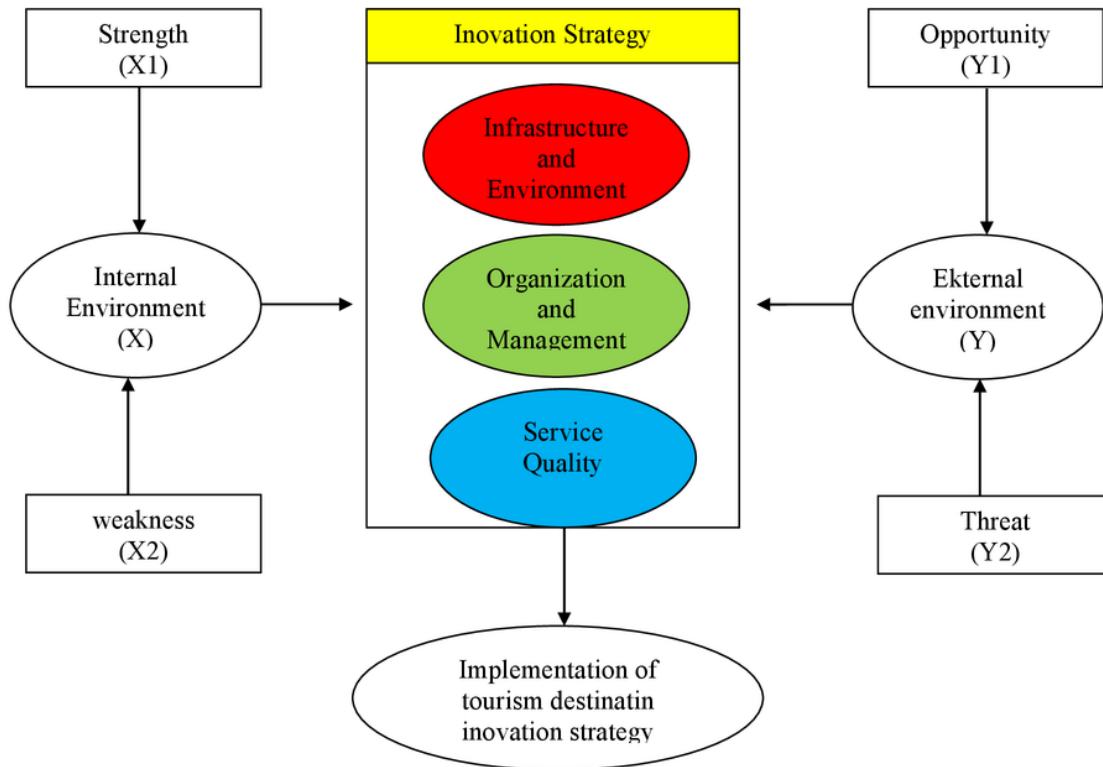 Strength
(X1)
Inovation Strategy
Opportunity
(Y1)
Infrastructure
and
Environment
Internal
Environment
(X)
Organization
and
Management
Ekternal
environment
(Y)
Service
Quality
weakness
(X2)
Threat
(Y2)
Implementation of
tourism destinatin
inovation strategy